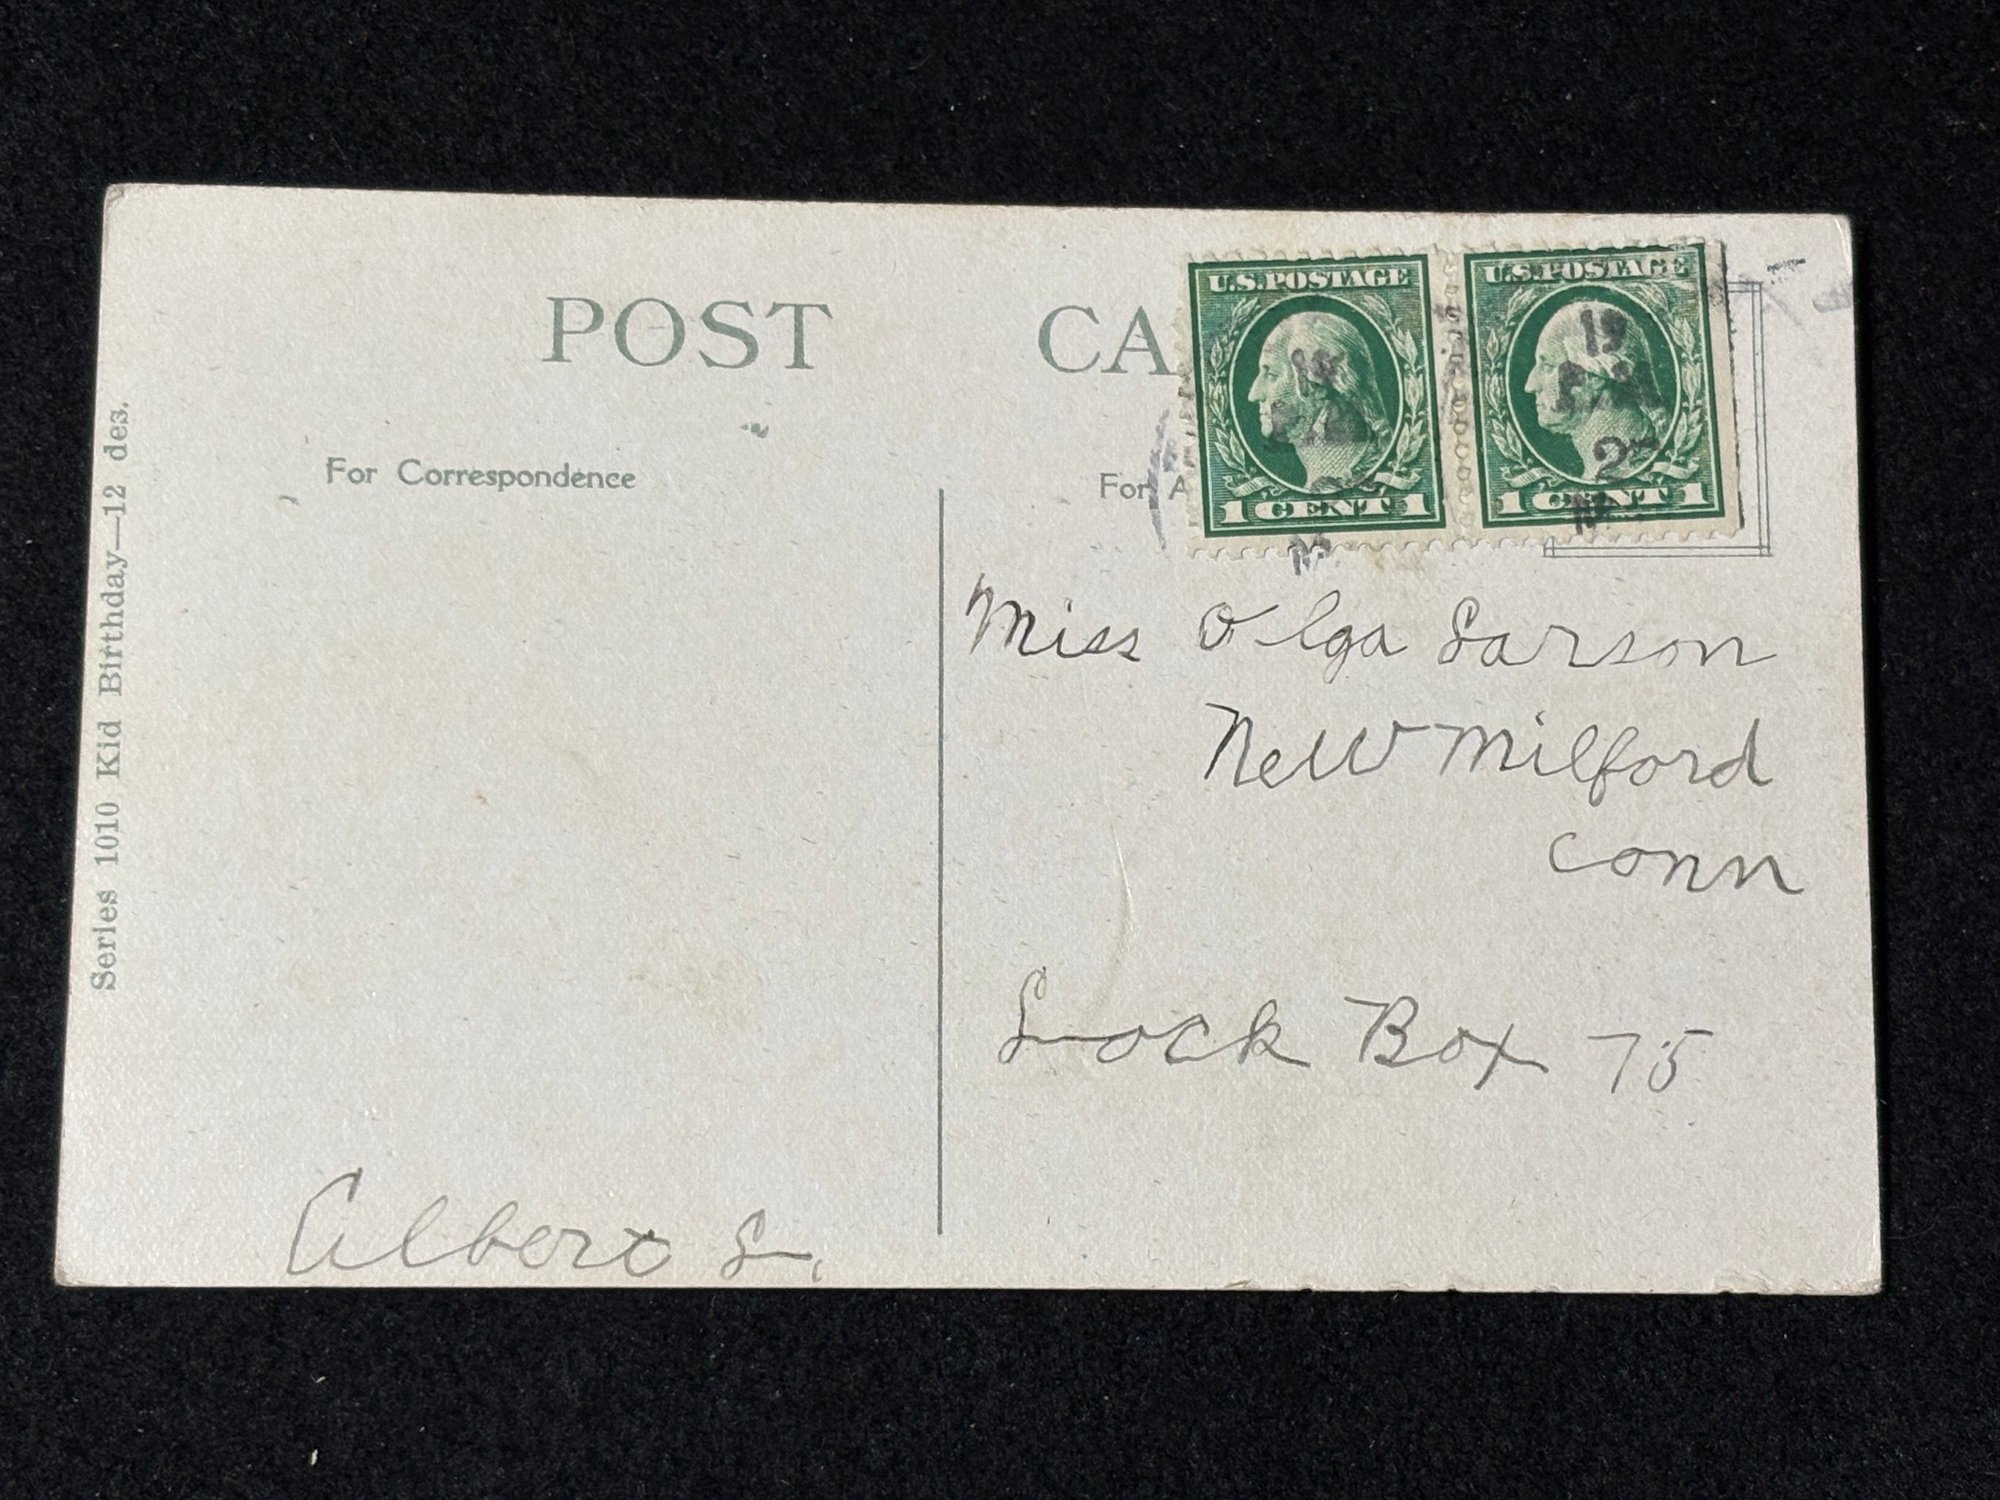 POST CA
U.S. POSTAGE
1 CENT 1
U.S. POSTAGE
1 CENT 1
19
For Correspondence
For A
Series 1010 Kid Birthday—12 des.
Miss Olga Larson
New Milford
Conn
Lock Box 75
Albert L.